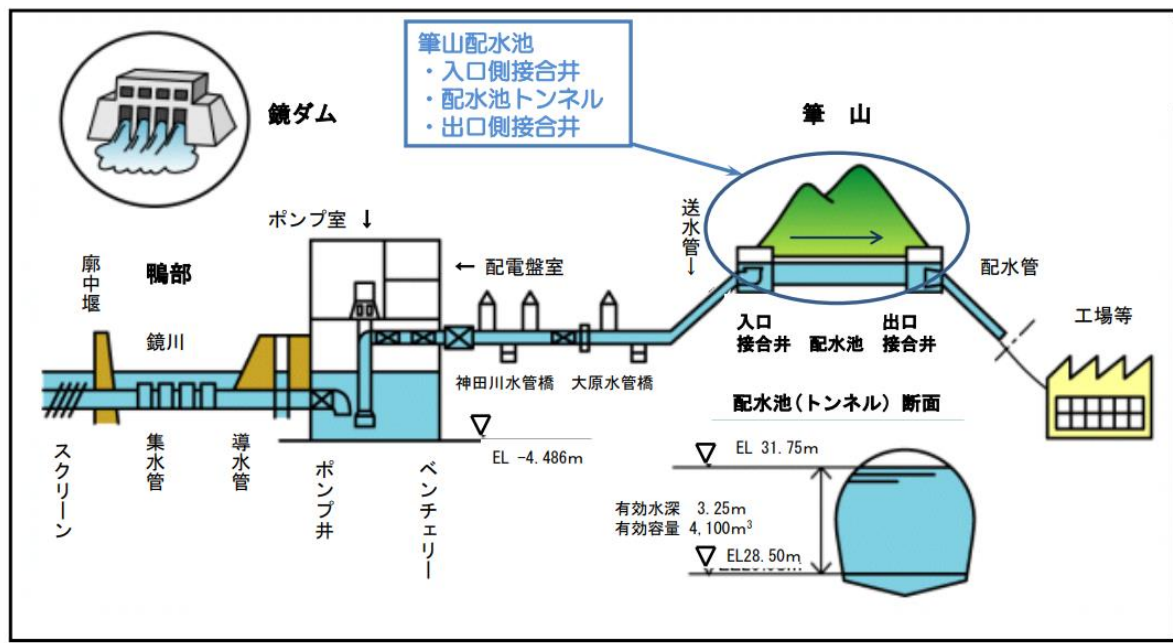 筆山配水池
・入口側接合井
・配水池トンネル
・出口側接合井
鏡ダム
筆 山
ポンプ室 ↓
送水管→
廓中堰
鴨部
← 配電盤室
配水管
鏡川
入口
接合井
配水池
出口
接合井
工場等
神田川水管橋
大原水管橋
配水池(トンネル) 断面
EL -4.486m
EL 31.75m
スクリーン
集水管
導水管
ポンプ井
ベンチェリー
有効水深 3.25m
有効容量 4,100m³
EL28.50m